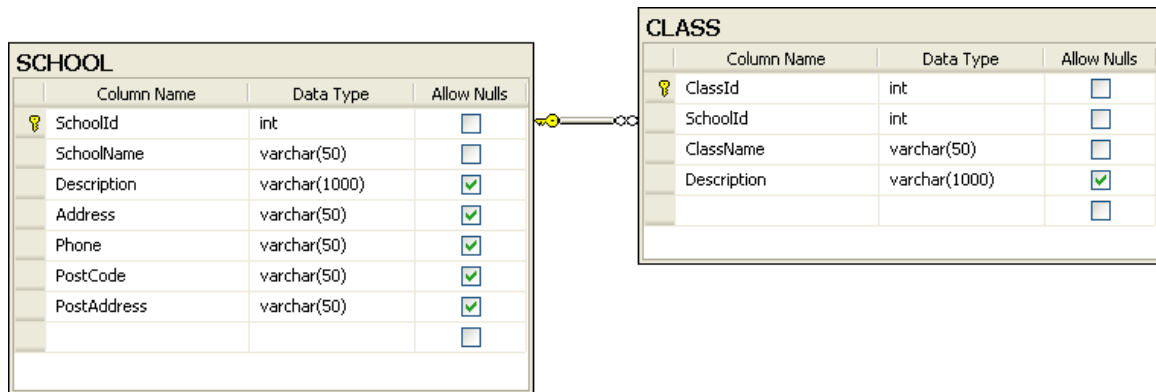 SCHOOL
Column Name Data Type Allow Nulls
SchoolId int
SchoolName varchar(50)
Description varchar(1000)
Address varchar(50)
Phone varchar(50)
PostCode varchar(50)
PostAddress varchar(50)
CLASS
Column Name Data Type Allow Nulls
ClassId int
SchoolId int
ClassName varchar(50)
Description varchar(1000)